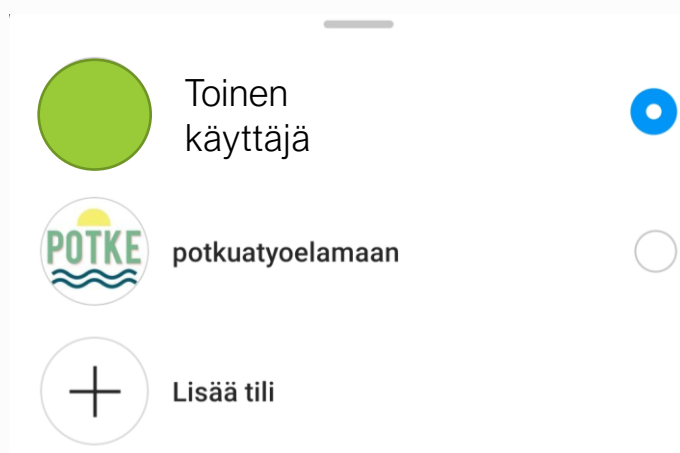 Toinen
käyttäjä
POTKE
potkuatyoelamaan
Lisää tili